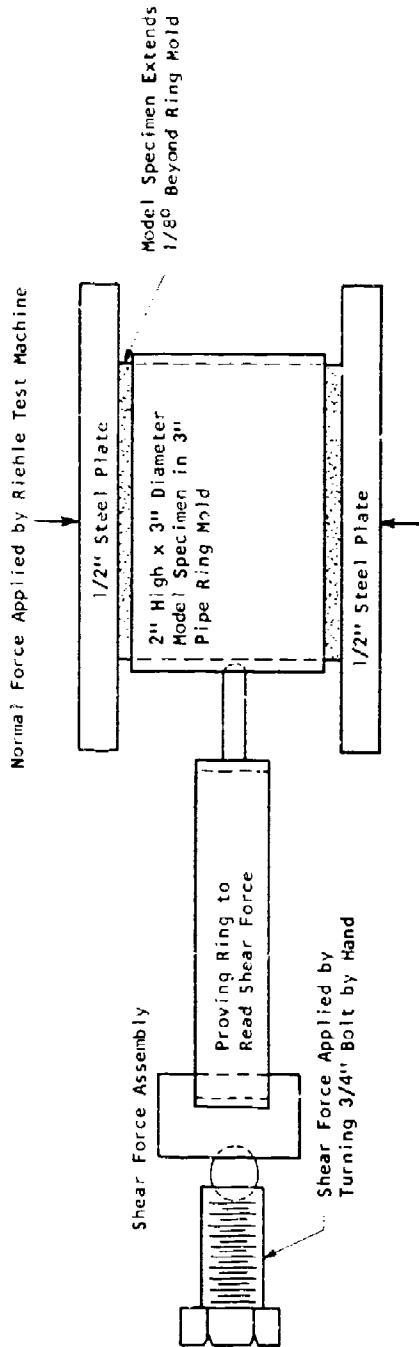 Normal Force Applied by Riehle Test Machine
1/2" Steel Plate
Model Specimen Extends
1/8" Beyond Ring Mold
2" High x 3" Diameter
Model Specimen in 3"
Pipe Ring Mold
1/2" Steel Plate
Shear Force Assembly
Proving Ring to
Read Shear Force
Shear Force Applied by
Turning 3/4" Bolt by Hand